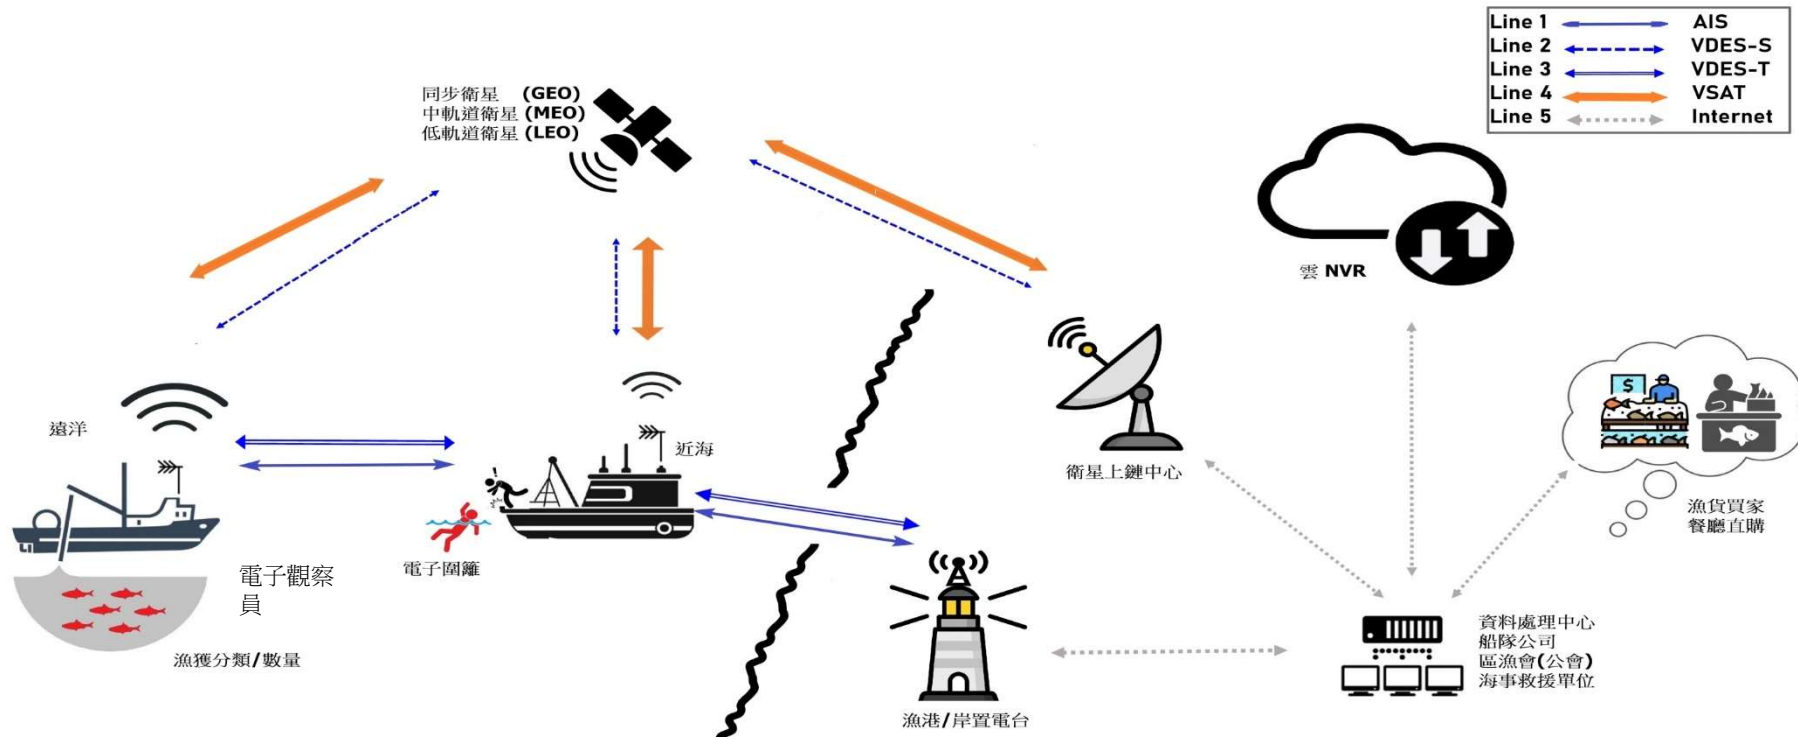 Line 1 AIS
Line 2 VDES-S
Line 3 VDES-T
Line 4 VSAT
Line 5 Internet
同步衛星 (GEO)
中軌道衛星 (MEO)
低軌道衛星 (LEO)
雲 NVR
遠洋
近海
衛星上鏈中心
$
漁貨買家
餐廳直購
電子圍籬
電子觀察
員
漁獲分類/數量
資料處理中心
船隊公司
區漁會(公會)
海事救援單位
漁港/岸置電台